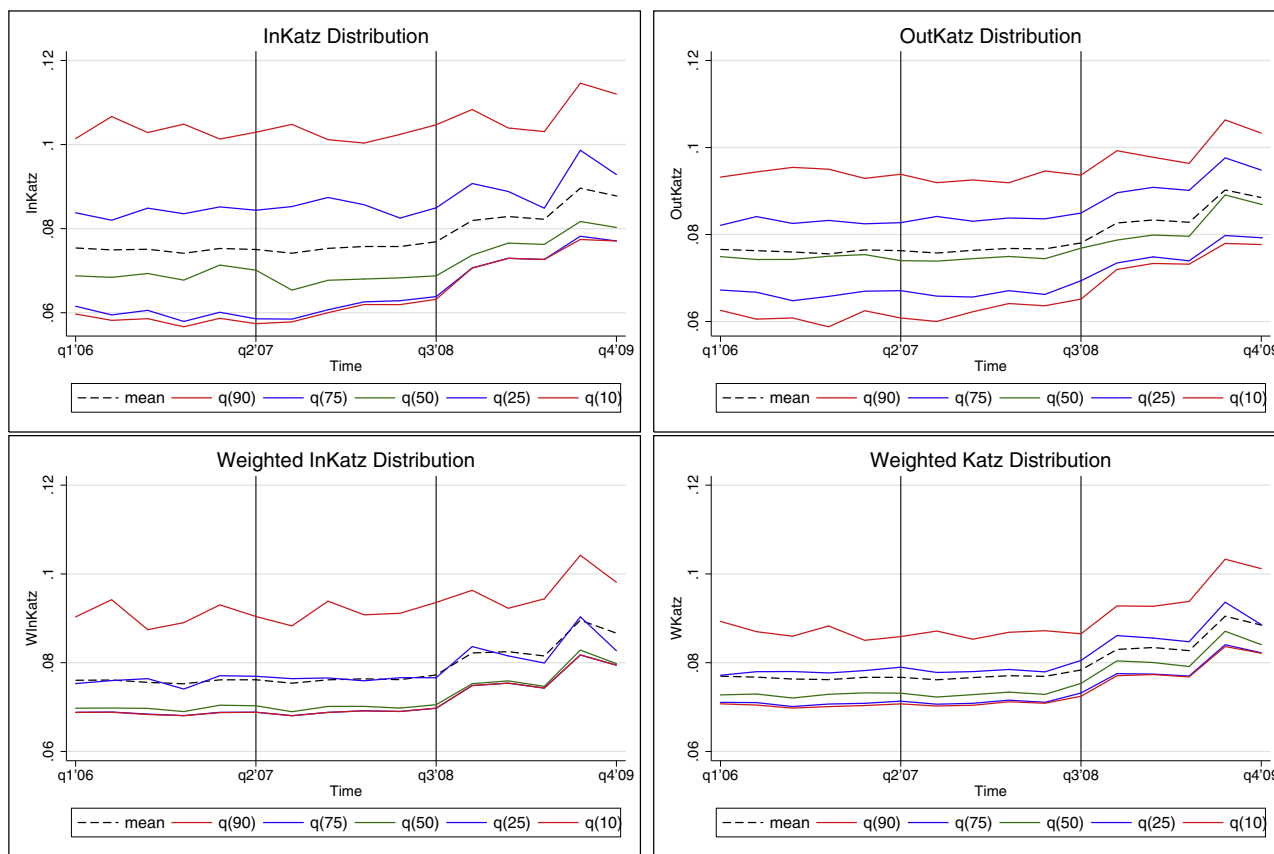 InKatz Distribution
InKatz
.12
.1
.08
.06
q1'06 q2'07 q3'08 q4'09
Time
mean q(90) q(75) q(50) q(25) q(10)
OutKatz Distribution
OutKatz
.12
.1
.08
.06
q1'06 q2'07 q3'08 q4'09
Time
mean q(90) q(75) q(50) q(25) q(10)
Weighted InKatz Distribution
WInKatz
.12
.1
.08
.06
q1'06 q2'07 q3'08 q4'09
Time
mean q(90) q(75) q(50) q(25) q(10)
Weighted Katz Distribution
WKatz
.12
.1
.08
.06
q1'06 q2'07 q3'08 q4'09
Time
mean q(90) q(75) q(50) q(25) q(10)